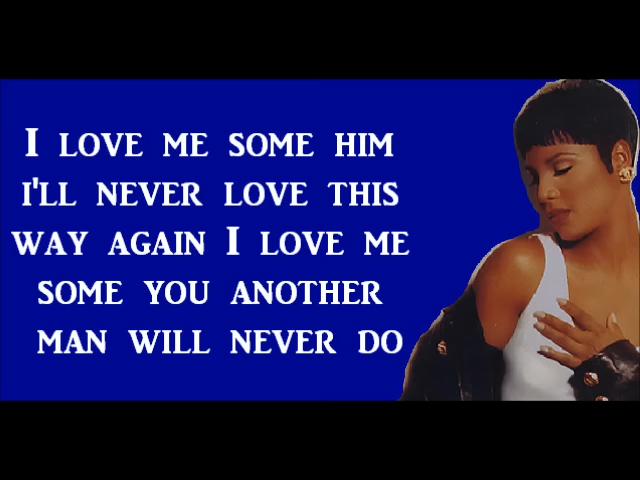 I LOVE ME SOME HIM
I'LL NEVER LOVE THIS
WAY AGAIN I LOVE ME
SOME YOU ANOTHER
MAN WILL NEVER DO